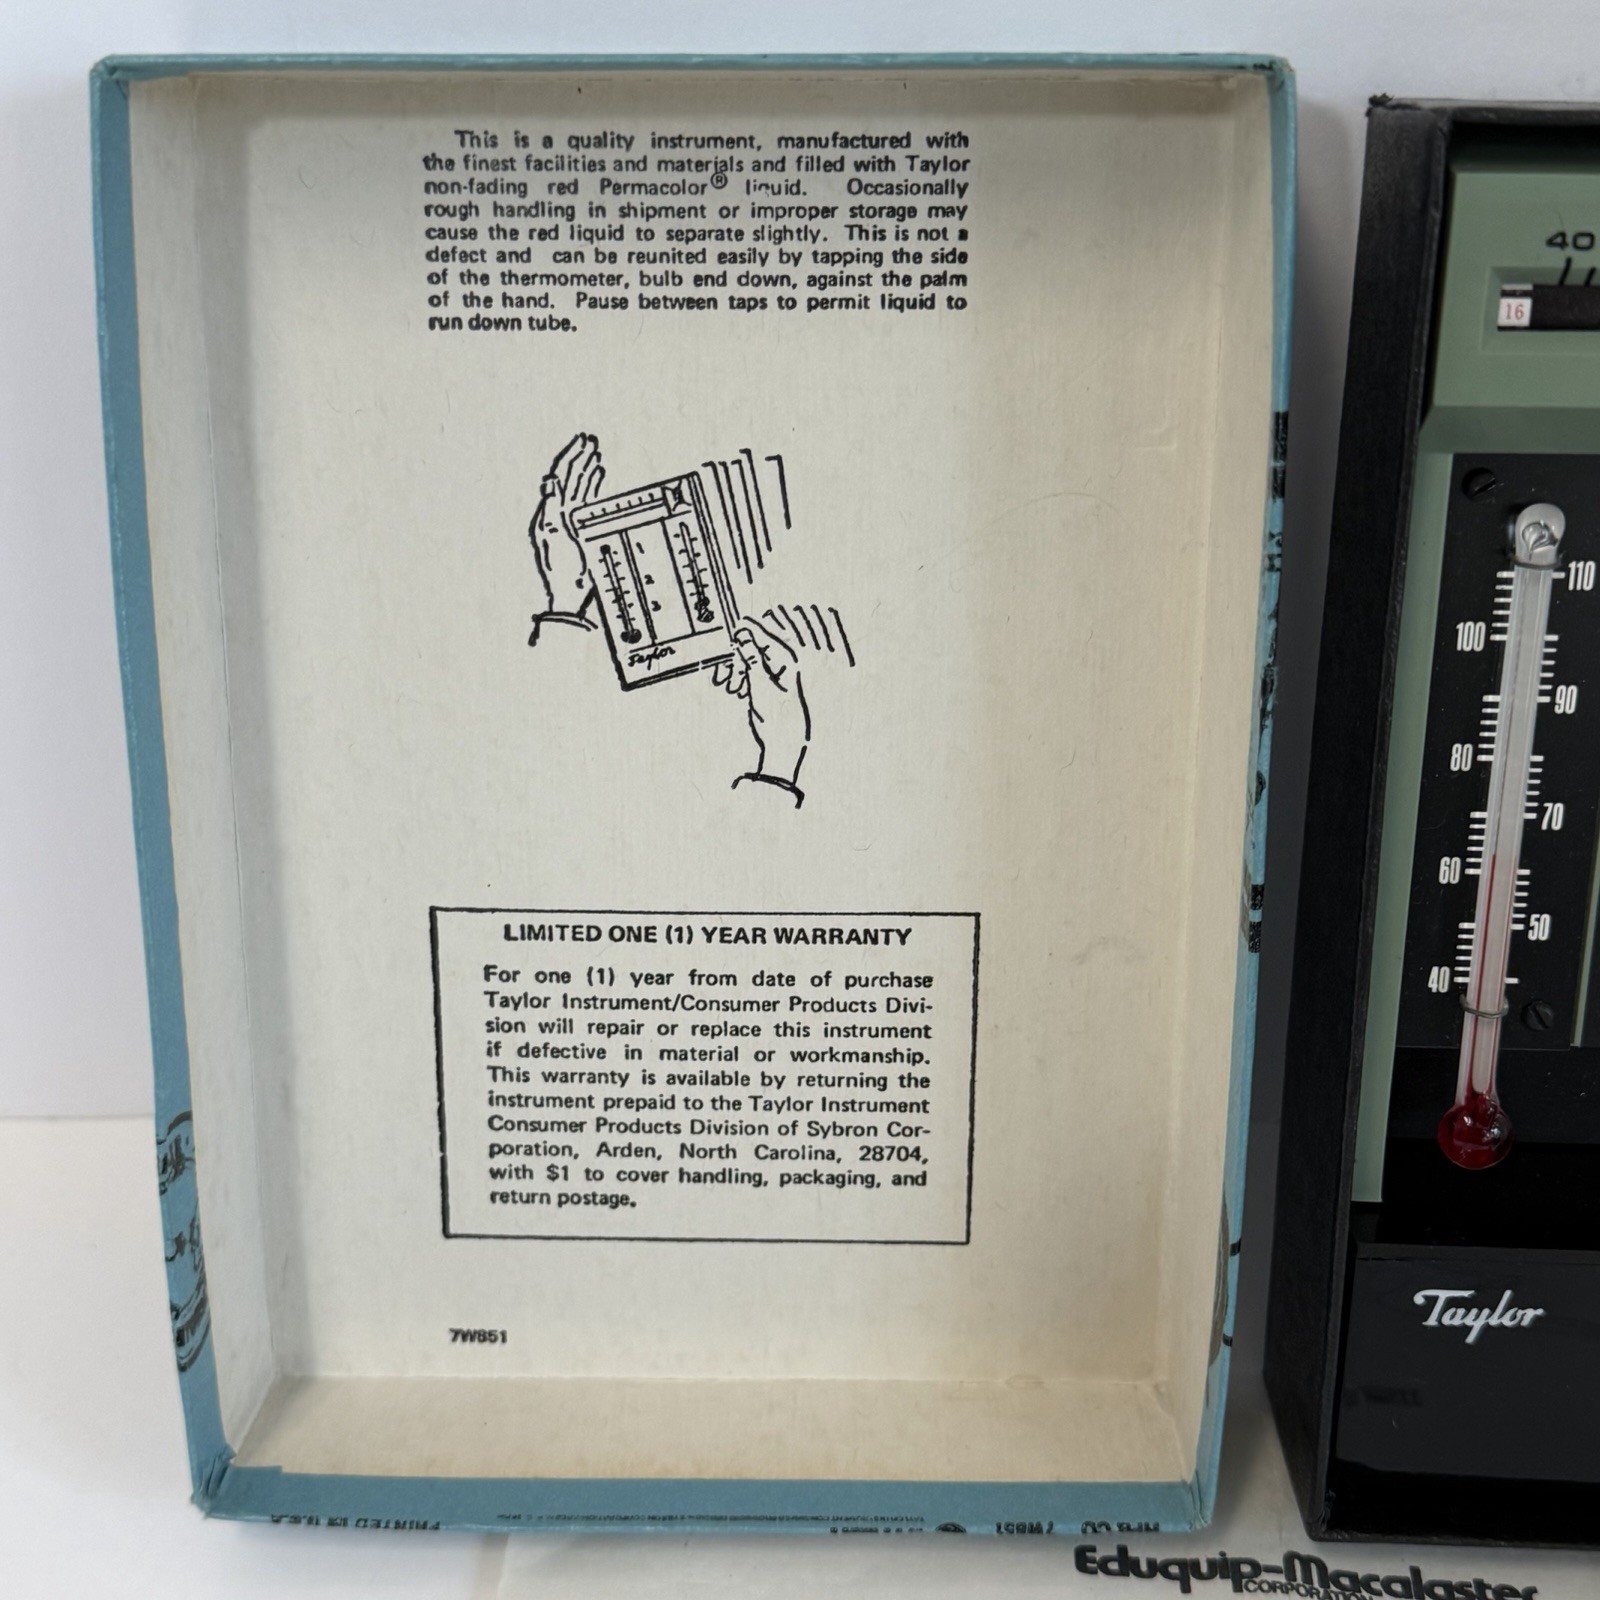 This is a quality instrument, manufactured with
the finest facilities and materials and filled with Taylor
non-fading red Permacolor® liquid. Occasionally
rough handling in shipment or improper storage may
cause the red liquid to separate slightly. This is not a
defect and can be reunited easily by tapping the side
of the thermometer, bulb end down, against the palm
of the hand. Pause between taps to permit liquid to
run down tube.
1
2
3
Taylor
LIMITED ONE (1) YEAR WARRANTY
For one (1) year from date of purchase
Taylor Instrument/Consumer Products Divi-
sion will repair or replace this instrument
if defective in material or workmanship.
This warranty is available by returning the
instrument prepaid to the Taylor Instrument
Consumer Products Division of Sybron Cor-
poration, Arden, North Carolina, 28704,
with $1 to cover handling, packaging, and
return postage.
7W851
PRINTED IN U.S.A.
7W851
40
16
110
100
90
80
70
60
50
40
Taylor
Eduquip-Macalaster
CORPORATION